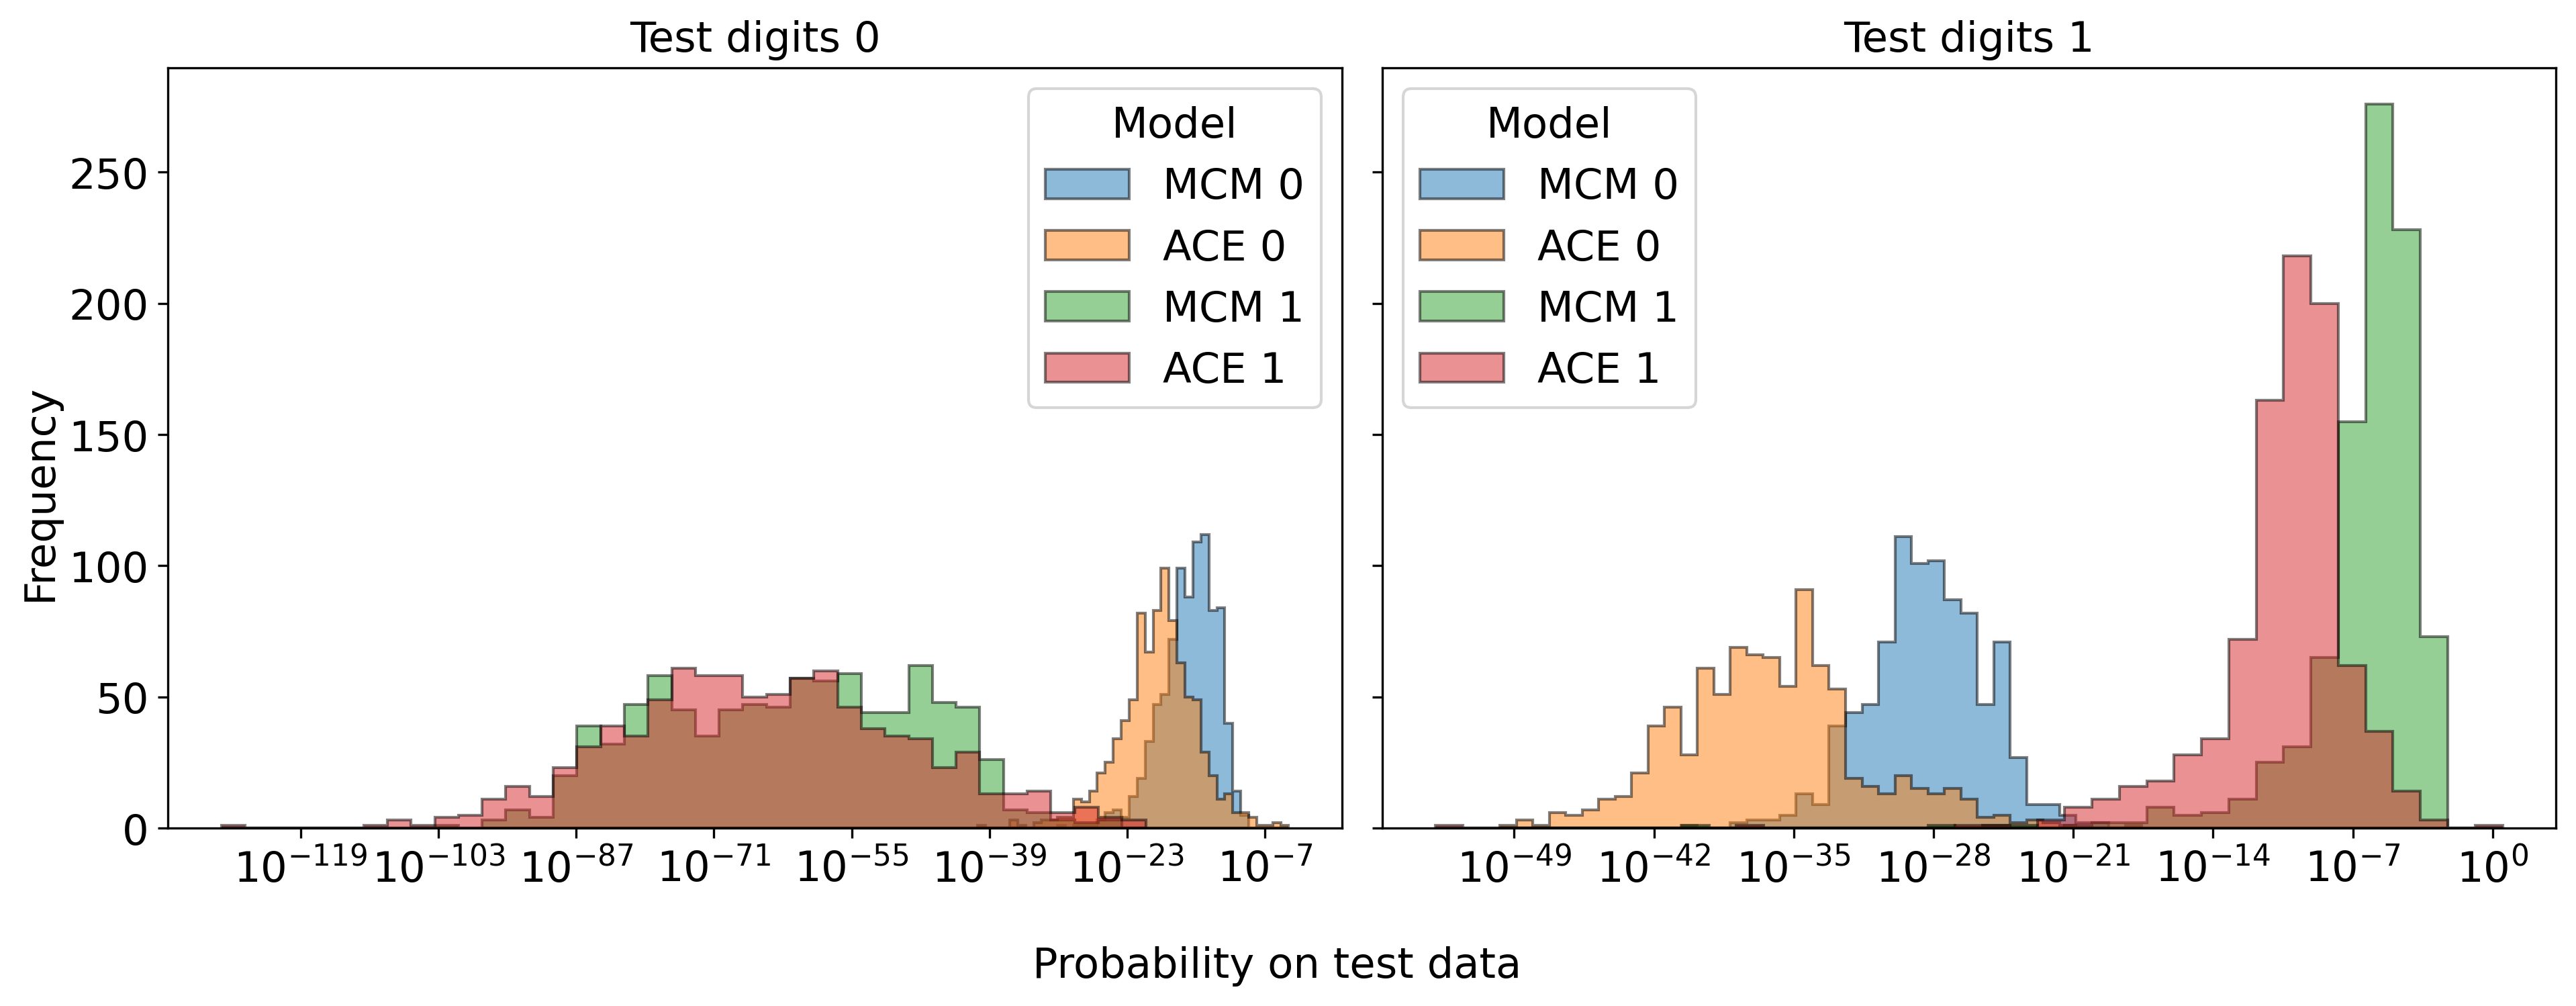 Test digits 0
Test digits 1
Model
MCM 0
ACE 0
MCM 1
ACE 1
Model
MCM 0
ACE 0
MCM 1
ACE 1
Frequency
250
200
150
100
50
0
10⁻¹¹⁹ 10⁻¹⁰³ 10⁻⁸⁷ 10⁻⁷¹ 10⁻⁵⁵ 10⁻³⁹ 10⁻²³ 10⁻⁷
10⁻⁴⁹ 10⁻⁴² 10⁻³⁵ 10⁻²⁸ 10⁻²¹ 10⁻¹⁴ 10⁻⁷ 10⁰
Probability on test data